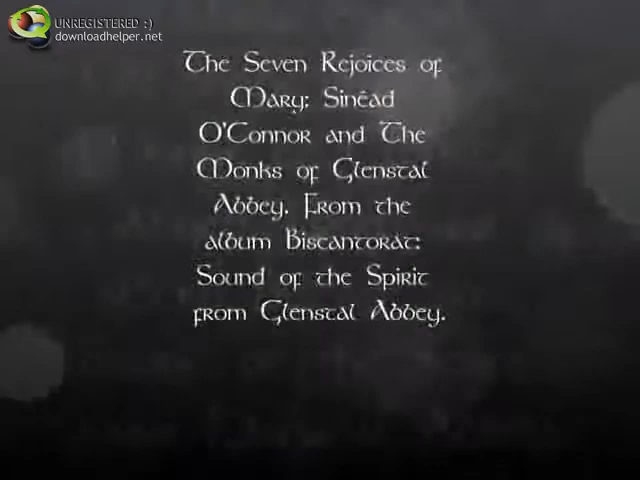 UNREGISTERED :)
downloadhelper.net
The Seven Rejoices of
Mary: Sinéad
O'Connor and The
Monks of Glenstal
Abbey. From the
album Biscantorat:
Sound of the Spirit
from Glenstal Abbey.